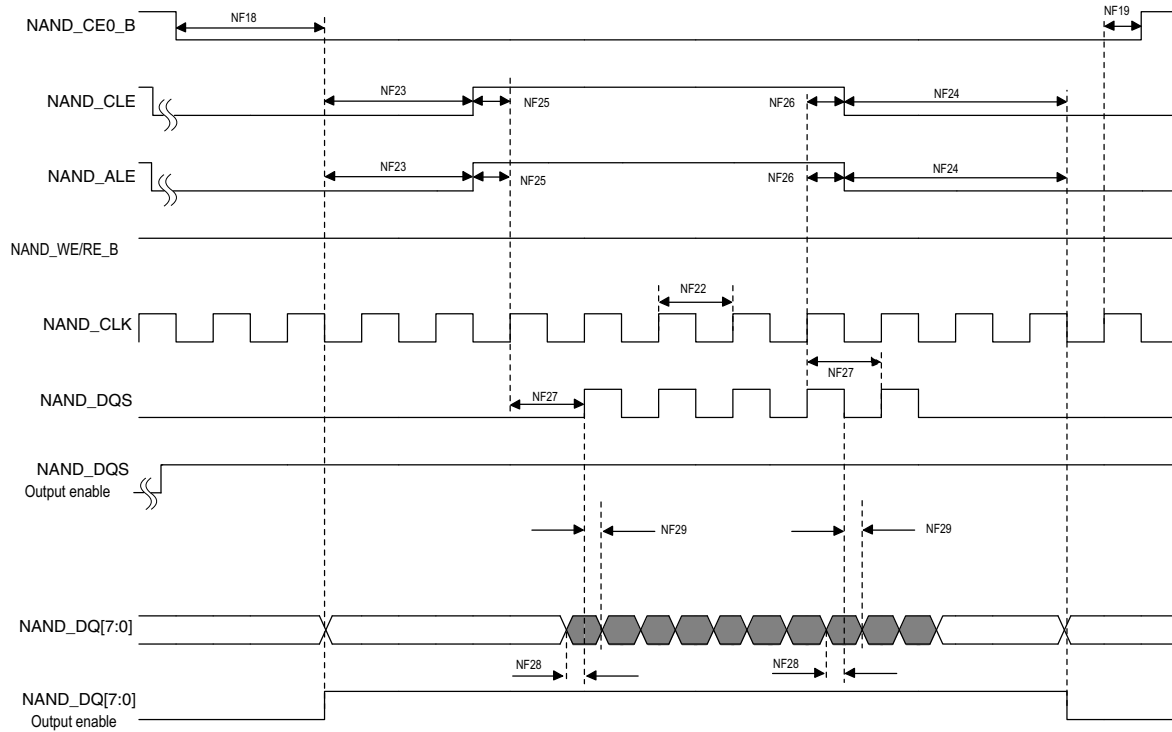 NF18
NF19
NAND_CE0_B
NF23
NF25
NF26
NF24
NAND_CLE
NF23
NF25
NF26
NF24
NAND_ALE
NAND_WE/RE_B
NF22
NAND_CLK
NF27
NF27
NAND_DQS
NAND_DQS
Output enable
NF29
NF29
NAND_DQ[7:0]
NF28
NF28
NAND_DQ[7:0]
Output enable